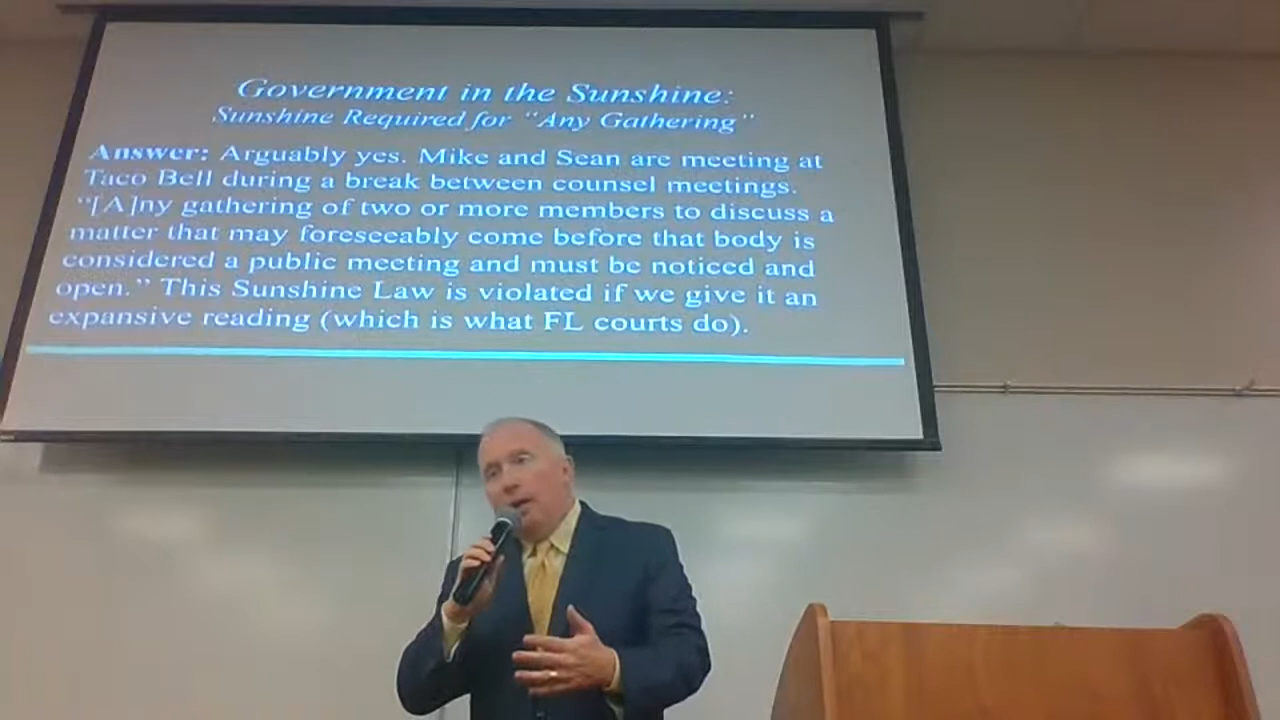 Government in the Sunshine:
Sunshine Required for "Any Gathering"
Answer: Arguably yes. Mike and Sean are meeting at
Taco Bell during a break between counsel meetings.
"[A]ny gathering of two or more members to discuss a
matter that may foreseeably come before that body is
considered a public meeting and must be noticed and
open." This Sunshine Law is violated if we give it an
expansive reading (which is what FL courts do).